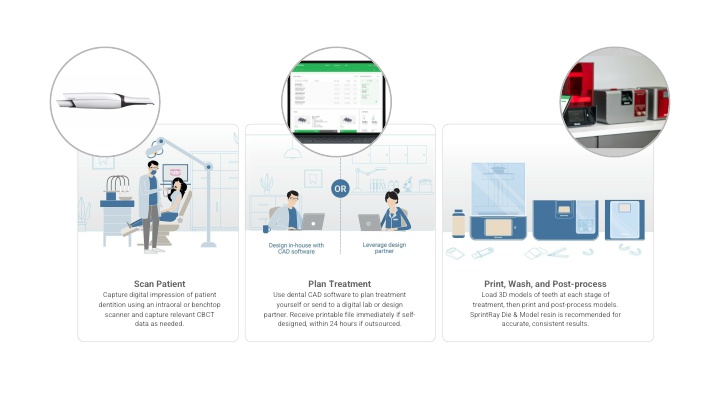 OR
Design in-house with
CAD software
Leverage design
partner
Scan Patient
Capture digital impression of patient
dentition using an intraoral or benchtop
scanner and capture relevant CBCT
data as needed.
Plan Treatment
Use dental CAD software to plan treatment
yourself or send to a digital lab or design
partner. Receive printable file immediately if self-
designed, within 24 hours if outsourced.
Print, Wash, and Post-process
Load 3D models of teeth at each stage of
treatment, then print and post-process models.
SprintRay Die & Model resin is recommended for
accurate, consistent results.